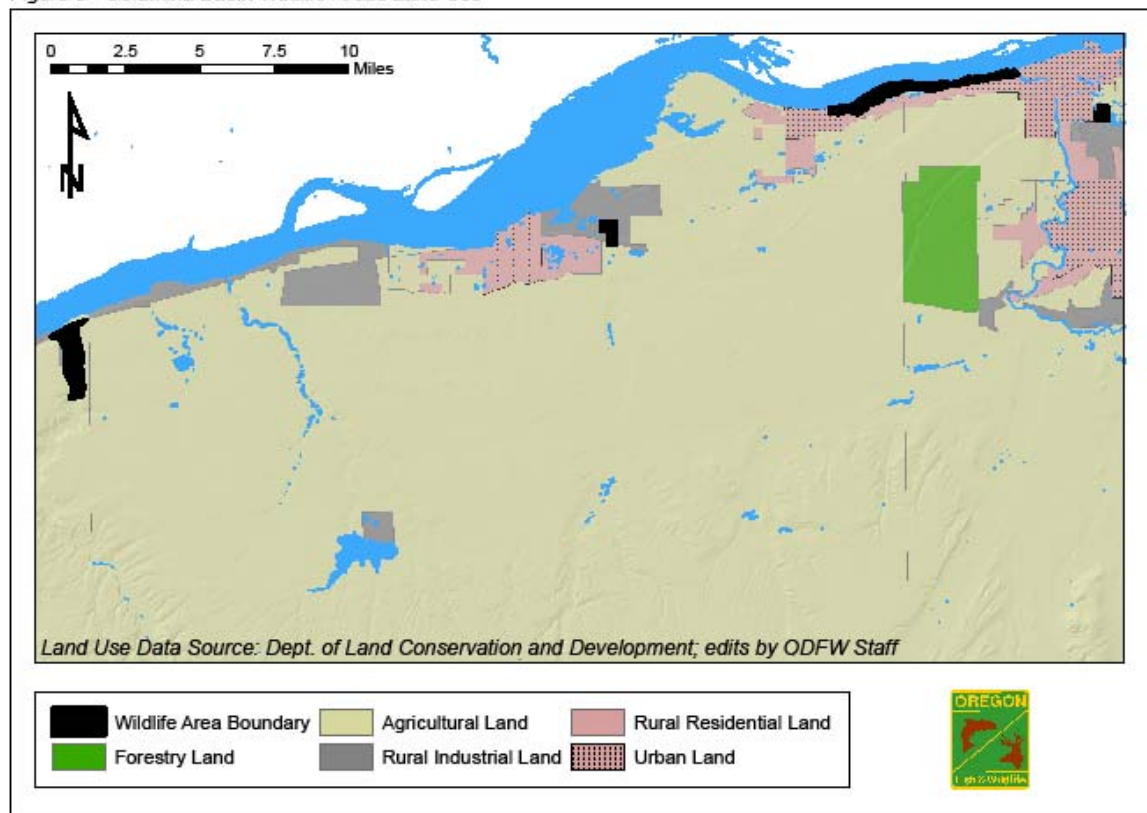 0 2.5 5 7.5 10
Miles
N
Land Use Data Source: Dept. of Land Conservation and Development; edits by ODFW Staff
Wildlife Area Boundary Agricultural Land Rural Residential Land
Forestry Land Rural Industrial Land Urban Land
OREGON
Fish & Wildlife